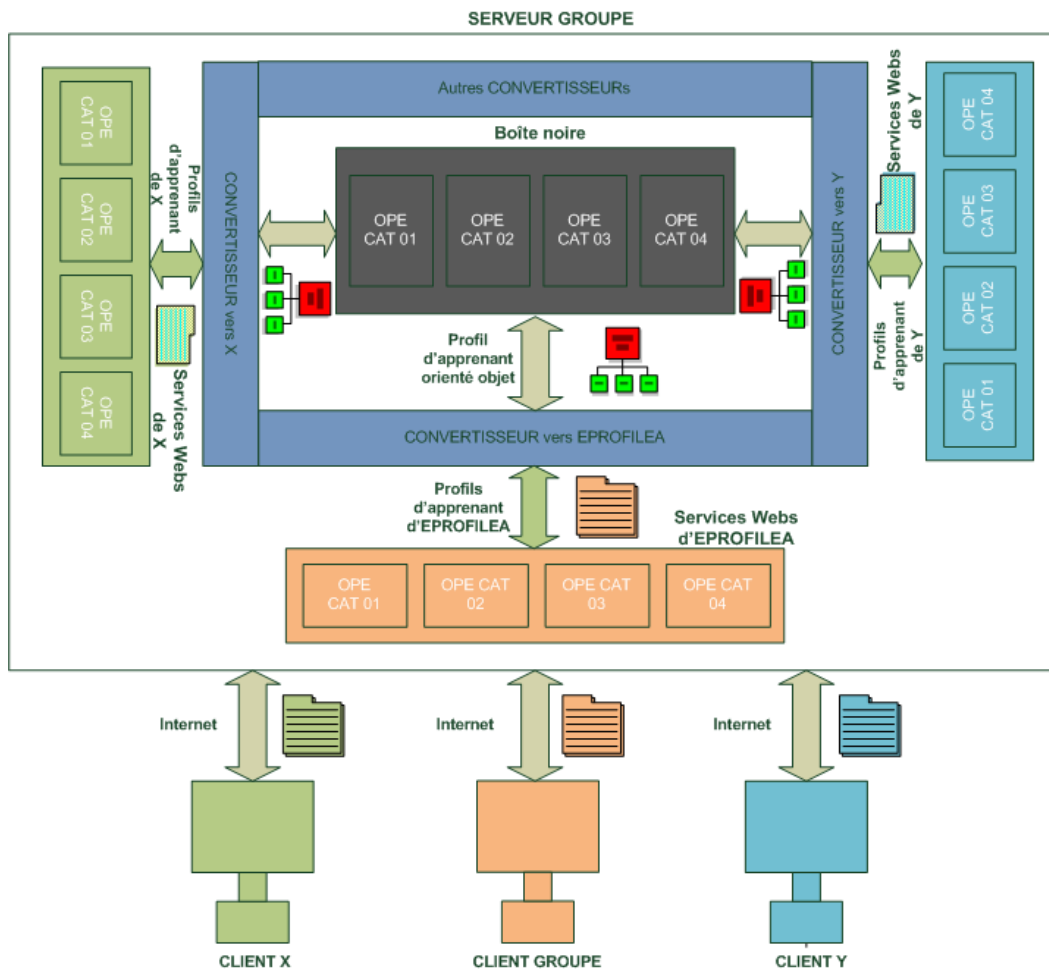 SERVEUR GROUPE
OPE
CAT 01
OPE
CAT 02
OPE
CAT 03
OPE
CAT 04
Profils
d'apprenant
de X
Services Webs
de X
CONVERTISSEUR vers X
Autres CONVERTISSEURs
Boîte noire
OPE
CAT 01
OPE
CAT 02
OPE
CAT 03
OPE
CAT 04
Profil
d'apprenant
orienté objet
CONVERTISSEUR vers EPROFILEA
CONVERTISSEUR vers Y
Services Webs
de Y
Profils
d'apprenant
de Y
OPE
CAT 04
OPE
CAT 03
OPE
CAT 02
OPE
CAT 01
Profils
d'apprenant
d'EPROFILEA
Services Webs
d'EPROFILEA
OPE
CAT 01
OPE CAT
02
OPE CAT
03
OPE CAT
04
Internet
Internet
Internet
CLIENT X
CLIENT GROUPE
CLIENT Y